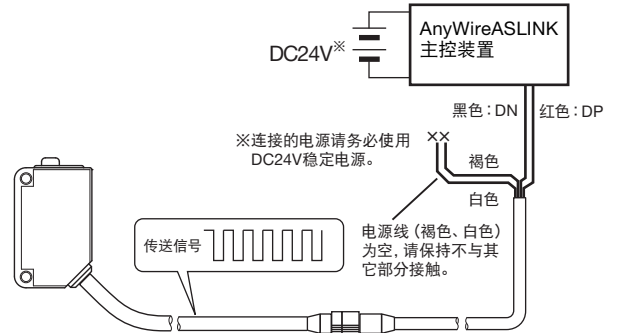 AnyWireASLINK
主控装置
DC24V※
黑色：DN
红色：DP
※连接的电源请务必使用
DC24V稳定电源。
褐色
白色
电源线（褐色、白色）
为空，请保持不与其
它部分接触。
传送信号